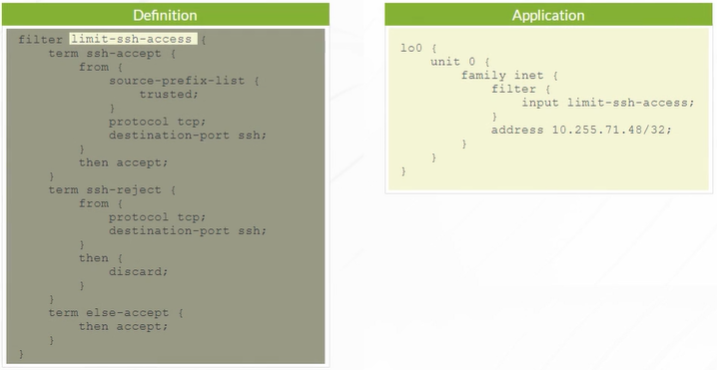 Definition
filter limit-ssh-access {
    term ssh-accept {
        from {
            source-prefix-list {
                trusted;
            }
            protocol tcp;
            destination-port ssh;
        }
        then accept;
    }
    term ssh-reject {
        from {
            protocol tcp;
            destination-port ssh;
        }
        then {
            discard;
        }
    }
    term else-accept {
        then accept;
    }
}
Application
lo0 {
    unit 0 {
        family inet {
            filter {
                input limit-ssh-access;
            }
            address 10.255.71.48/32;
        }
    }
}